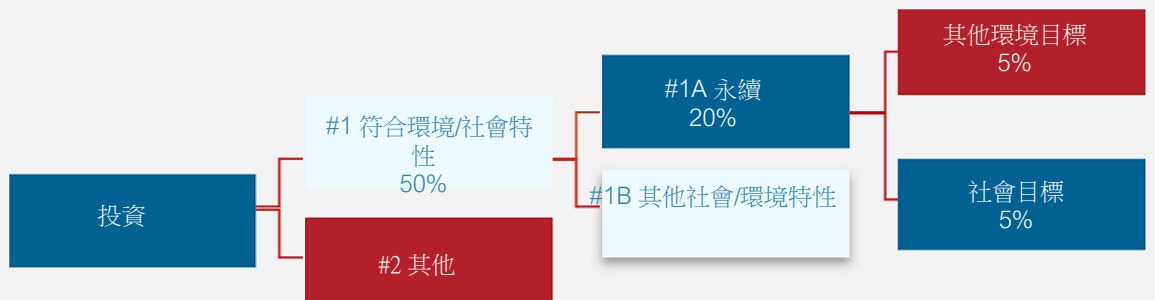 投資
#1 符合環境/社會特
性
50%
#2 其他
#1A 永續
20%
#1B 其他社會/環境特性
其他環境目標
5%
社會目標
5%